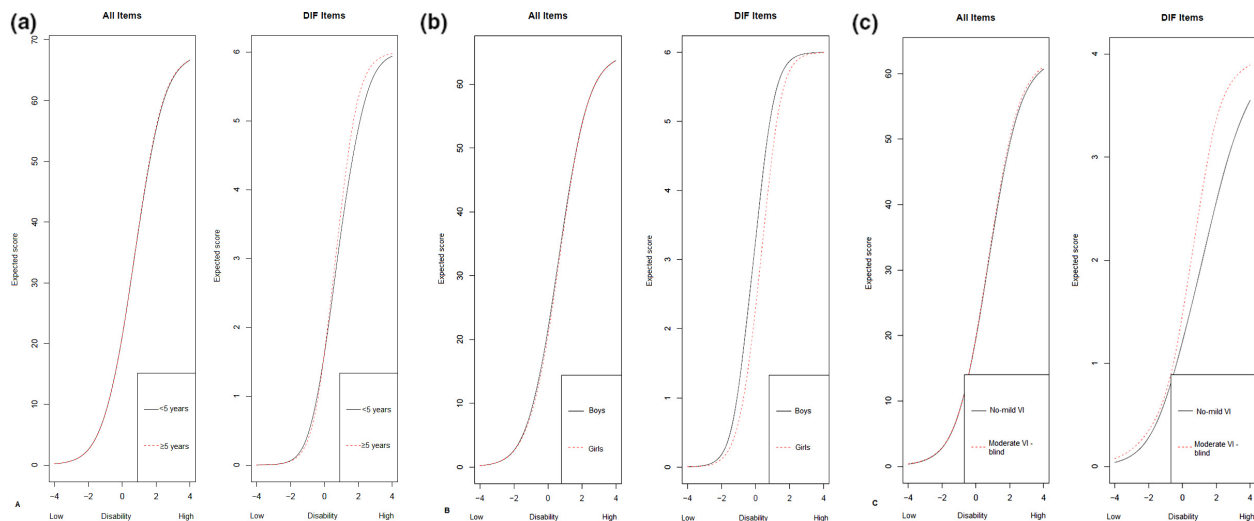 (a)
All Items
DIF Items
Expected score
70
60
50
40
30
20
10
0
<5 years
≥5 years
−4 −2 0 2 4
Low Disability High
A
Expected score
6
5
4
3
2
1
0
<5 years
≥5 years
−4 −2 0 2 4
Low Disability High
(b)
All Items
DIF Items
Expected score
60
50
40
30
20
10
0
Boys
Girls
−4 −2 0 2 4
Low Disability High
B
Expected score
6
5
4
3
2
1
0
Boys
Girls
−4 −2 0 2 4
Low Disability High
(c)
All Items
DIF Items
Expected score
60
50
40
30
20
10
0
No-mild VI
Moderate VI -
blind
−4 −2 0 2 4
Low Disability High
C
Expected score
4
3
2
1
0
No-mild VI
Moderate VI -
blind
−4 −2 0 2 4
Low Disability High